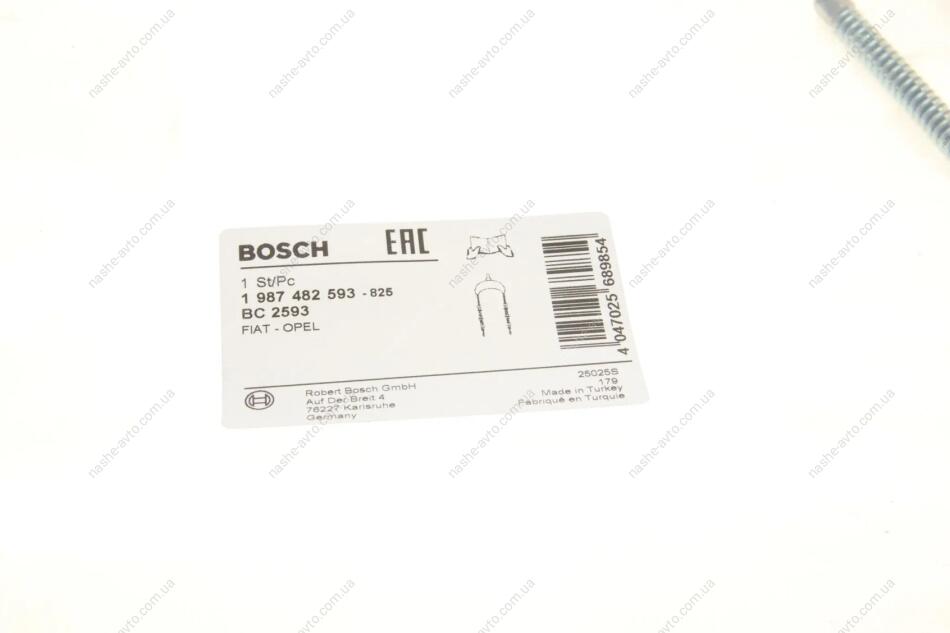 BOSCH
EAC
1 St/Pc
1 987 482 593 - 825
BC 2593
FIAT - OPEL
4 047025 689854
25025S
179
Made in Turkey
Fabriqué en Turquie
Robert Bosch GmbH
Auf Der Breit 4
76227 Karlsruhe
Germany
nashe-avto.com.ua